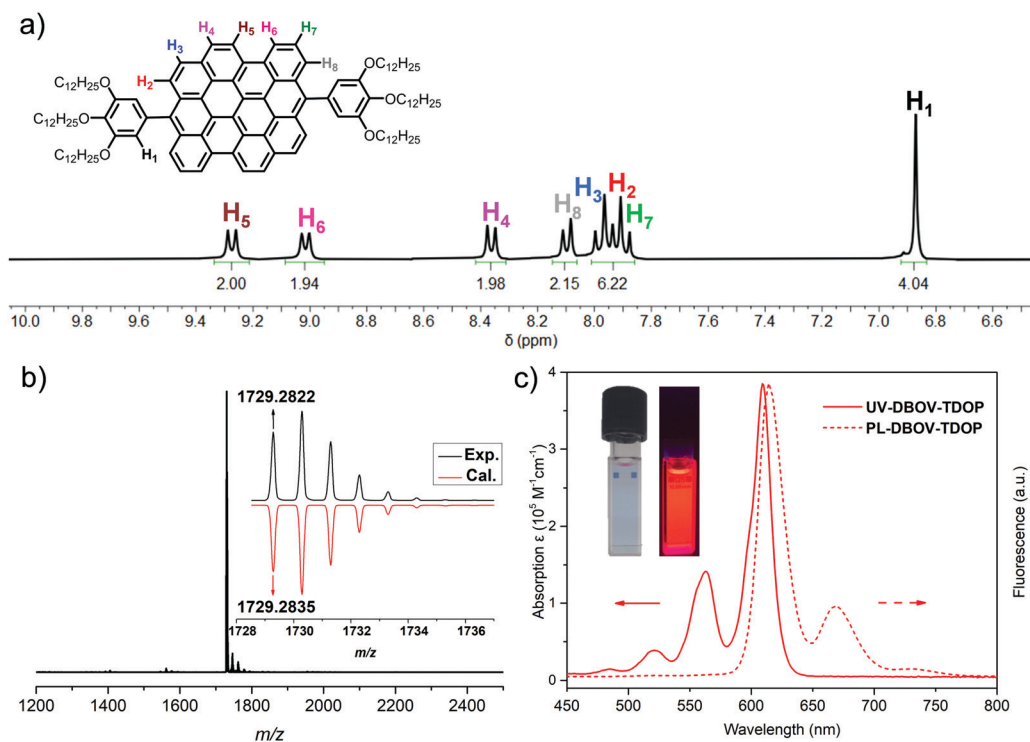 a)
H4 H5 H6 H7
H3
H8
H2
C12H25O
OC12H25
C12H25O
OC12H25
C12H25O
OC12H25
H1
H1
H5 H6 H4 H8 H3 H2 H7
2.00 1.94 1.98 2.15 6.22 4.04
10.0 9.8 9.6 9.4 9.2 9.0 8.8 8.6 8.4 8.2 8.0 7.8 7.6 7.4 7.2 7.0 6.8 6.6
δ (ppm)
b)
1729.2822
Exp.
Cal.
1729.2835
1728 1730 1732 1734 1736
m/z
1200 1400 1600 1800 2000 2200 2400
m/z
c)
UV-DBOV-TDOP
PL-DBOV-TDOP
4
3
2
1
0
Absorption ε (10⁵ M⁻¹cm⁻¹)
Fluorescence (a.u.)
450 500 550 600 650 700 750 800
Wavelength (nm)